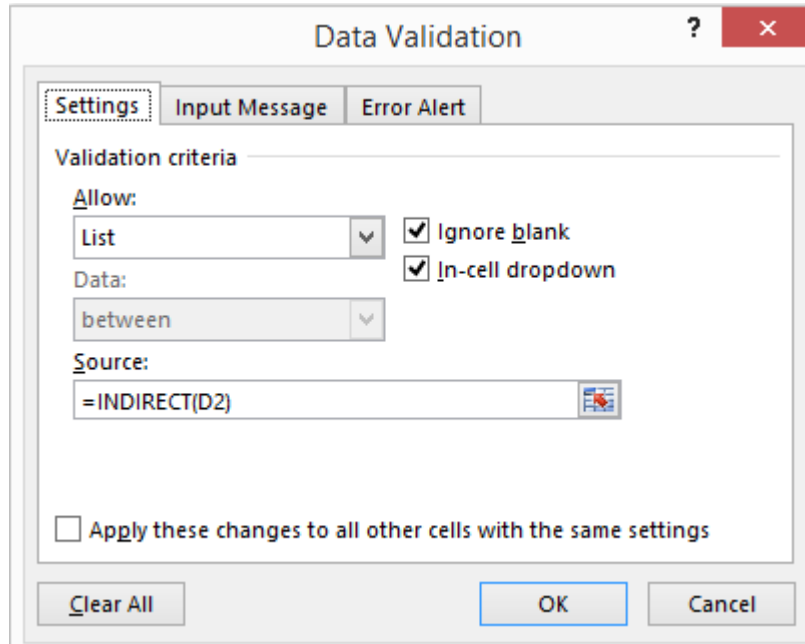 Data Validation ?
Settings Input Message Error Alert
Validation criteria
Allow:
List Ignore blank
Data: In-cell dropdown
between
Source:
=INDIRECT(D2)
Apply these changes to all other cells with the same settings
Clear All OK Cancel